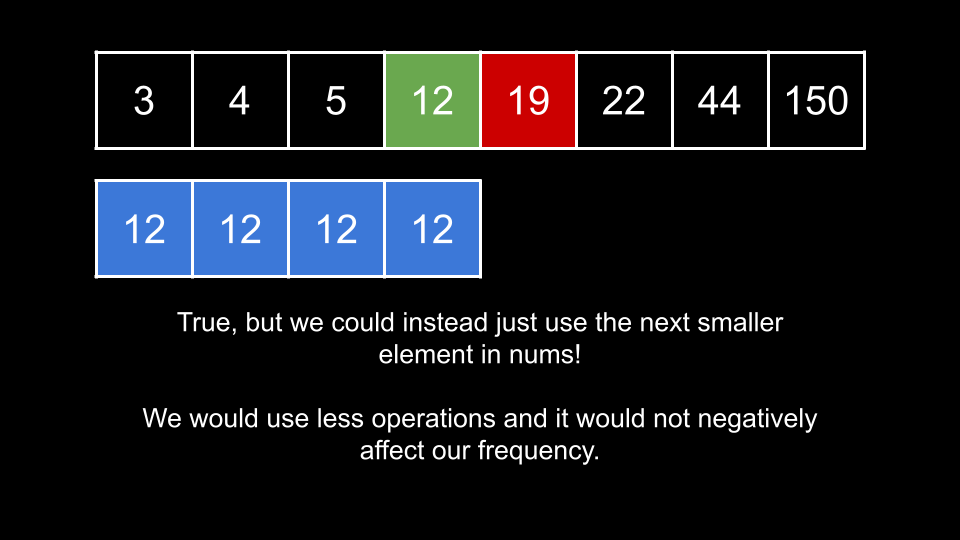 3 4 5 12 19 22 44 150
12 12 12 12
True, but we could instead just use the next smaller
element in nums!
We would use less operations and it would not negatively
affect our frequency.